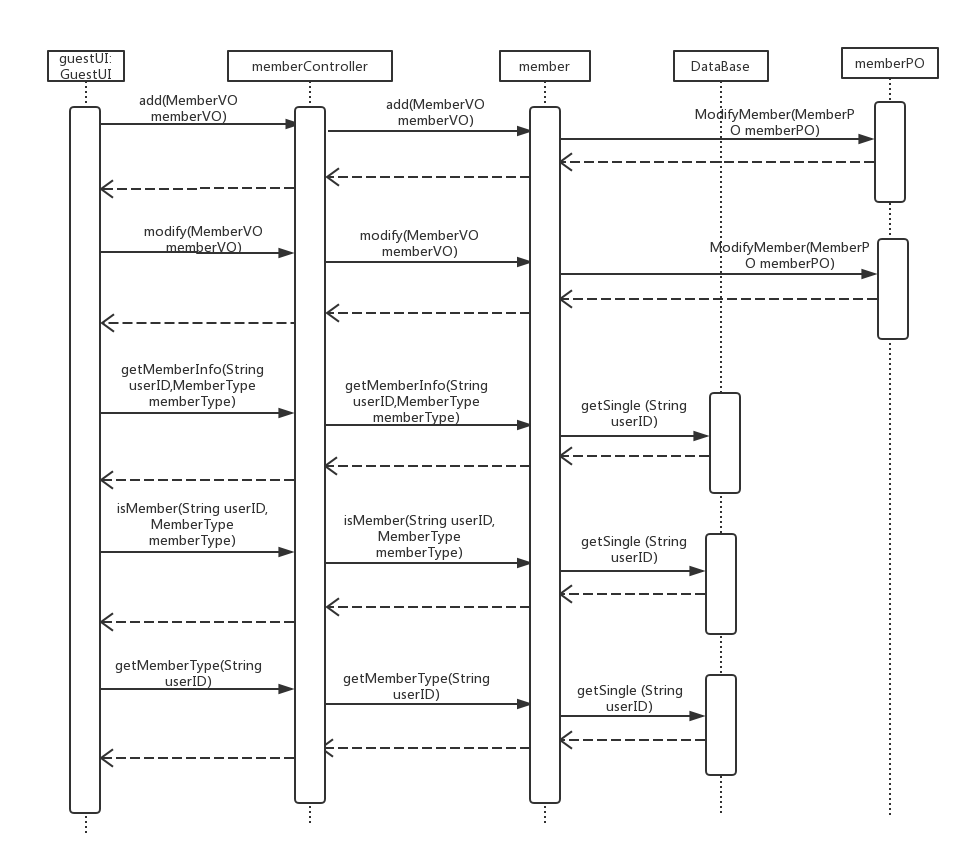 guestUI:
GuestUI
memberController
member
DataBase
memberPO
add(MemberVO
memberVO)
add(MemberVO
memberVO)
ModifyMember(MemberP
O memberPO)
modify(MemberVO
memberVO)
modify(MemberVO
memberVO)
ModifyMember(MemberP
O memberPO)
getMemberInfo(String
userID,MemberType
memberType)
getMemberInfo(String
userID,MemberType
memberType)
getSingle (String
userID)
isMember(String userID,
MemberType
memberType)
isMember(String userID,
MemberType
memberType)
getSingle (String
userID)
getMemberType(String
userID)
getMemberType(String
userID)
getSingle (String
userID)